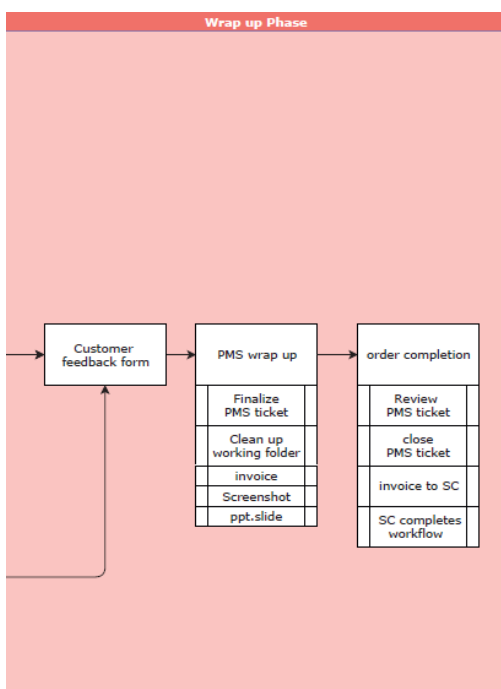 Wrap up Phase
Customer
feedback form
PMS wrap up
Finalize
PMS ticket
Clean up
working folder
invoice
Screenshot
ppt.slide
order completion
Review
PMS ticket
close
PMS ticket
invoice to SC
SC completes
workflow